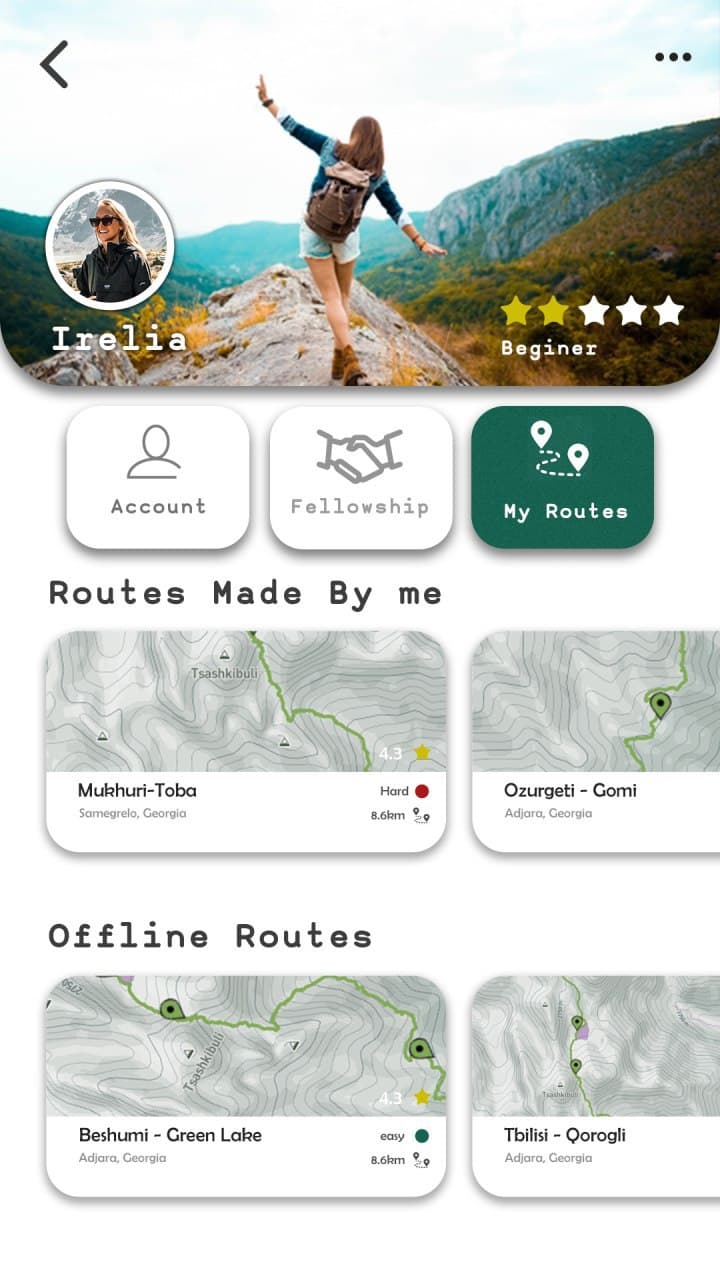 Irelia
Beginer
Account
Fellowship
My Routes
Routes Made By me
Tsashkibuli
4.3
Mukhuri-Toba
Hard
Samegrelo, Georgia
8.6km
Ozurgeti - Gomi
Adjara, Georgia
Offline Routes
2750
Tsashkibuli
4.3
Beshumi - Green Lake
easy
Adjara, Georgia
8.6km
Tsashkibuli
Tbilisi - Qorogli
Adjara, Georgia